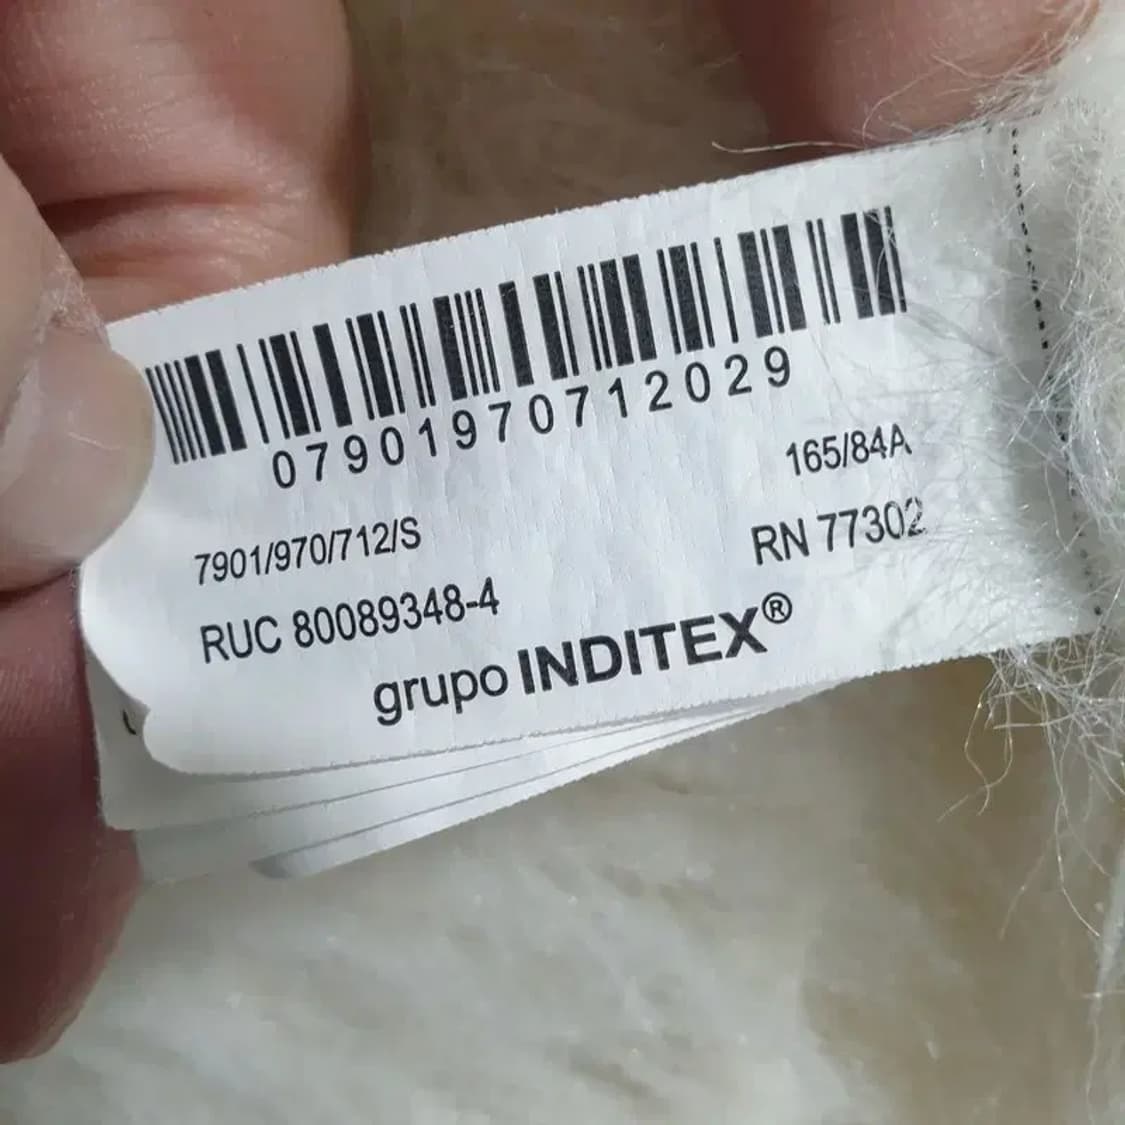 07901970712029
165/84A
7901/970/712/S
RN 77302
RUC 80089348-4
grupo INDITEX®